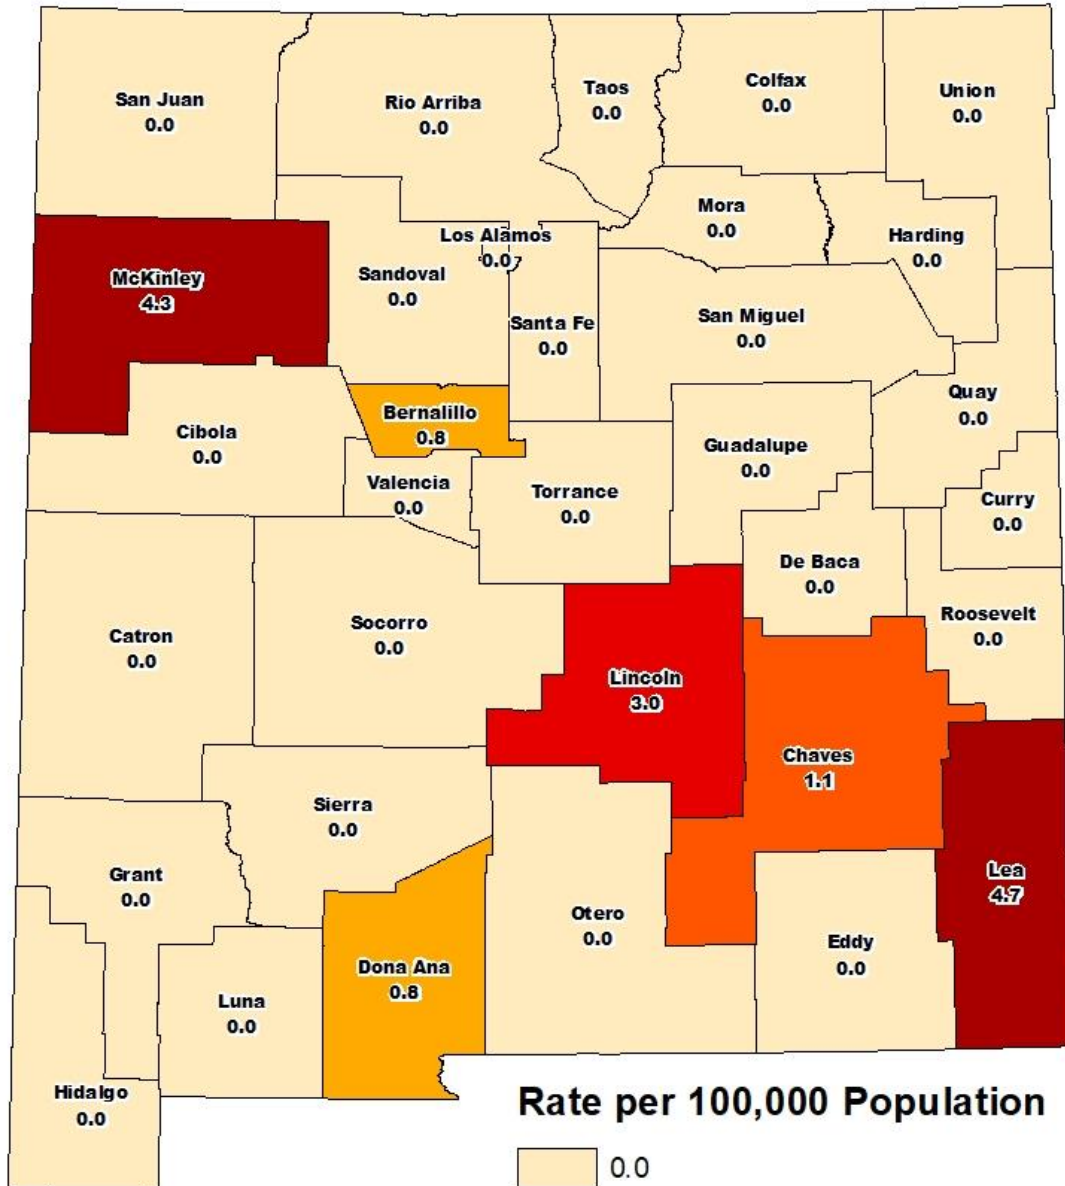 San Juan
0.0
Rio Arriba
0.0
Taos
0.0
Colfax
0.0
Union
0.0
McKinley
4.3
Sandoval
0.0
Los Alamos
0.0
Santa Fe
0.0
Mora
0.0
Harding
0.0
San Miguel
0.0
Quay
0.0
Cibola
0.0
Bernalillo
0.8
Valencia
0.0
Torrance
0.0
Guadalupe
0.0
Curry
0.0
De Baca
0.0
Roosevelt
0.0
Catron
0.0
Socorro
0.0
Lincoln
3.0
Chaves
1.1
Lea
4.7
Sierra
0.0
Grant
0.0
Otero
0.0
Eddy
0.0
Luna
0.0
Dona Ana
0.8
Hidalgo
0.0
Rate per 100,000 Population
0.0